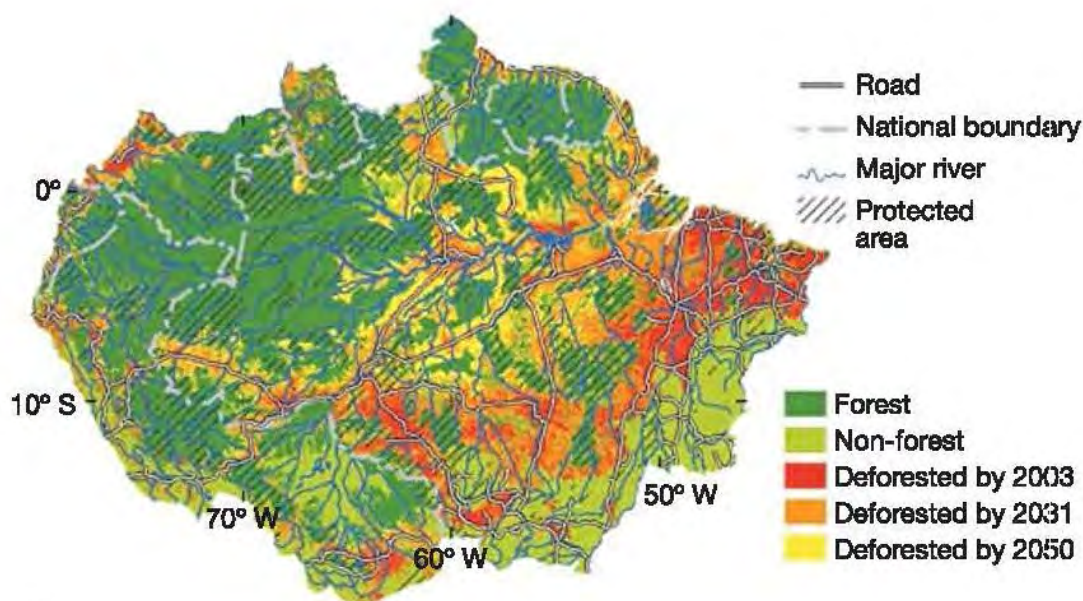 Road
National boundary
Major river
Protected
area
0°
10° S
70° W
60° W
50° W
Forest
Non-forest
Deforested by 2003
Deforested by 2031
Deforested by 2050